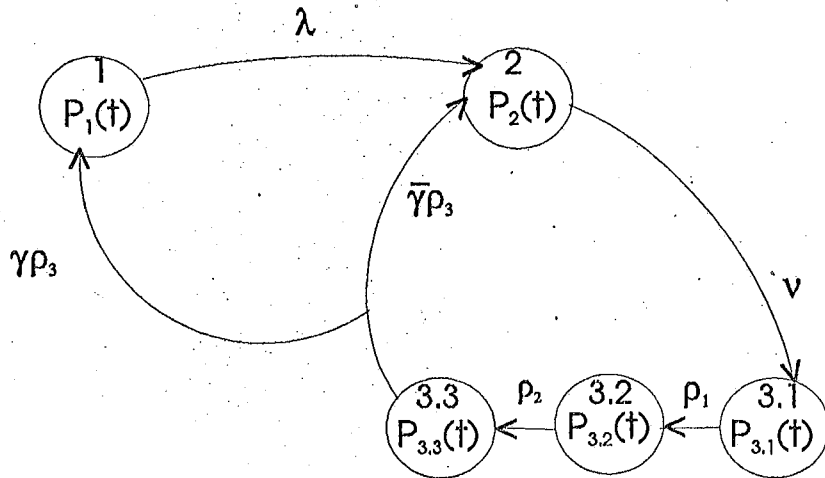 λ
1
P₁(t)
2
P₂(t)
γ̄ρ₃
γρ₃
ν
3.3
P₃.₃(t)
ρ₂
3.2
P₃.₂(t)
ρ₁
3.1
P₃.₁(t)